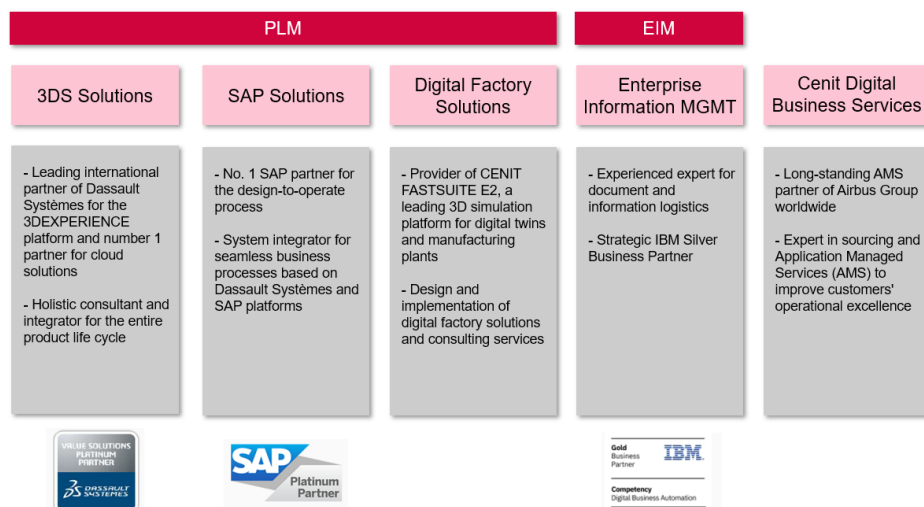 PLM
EIM
3DS Solutions
SAP Solutions
Digital Factory
Solutions
Enterprise
Information MGMT
Cenit Digital
Business Services
- Leading international
partner of Dassault
Systèmes for the
3DEXPERIENCE
platform and number 1
partner for cloud
solutions
- Holistic consultant and
integrator for the entire
product life cycle
- No. 1 SAP partner for
the design-to-operate
process
- System integrator for
seamless business
processes based on
Dassault Systèmes and
SAP platforms
- Provider of CENIT
FASTSUITE E2, a
leading 3D simulation
platform for digital twins
and manufacturing
plants
- Design and
implementation of
digital factory solutions
and consulting services
- Experienced expert for
document and
information logistics
- Strategic IBM Silver
Business Partner
- Long-standing AMS
partner of Airbus Group
worldwide
- Expert in sourcing and
Application Managed
Services (AMS) to
improve customers'
operational excellence
VALUE SOLUTIONS
PLATINUM
PARTNER
3S DASSAULT
SYSTEMES
SAP
Platinum
Partner
Gold
Business
Partner
IBM
Competency
Digital Business Automation